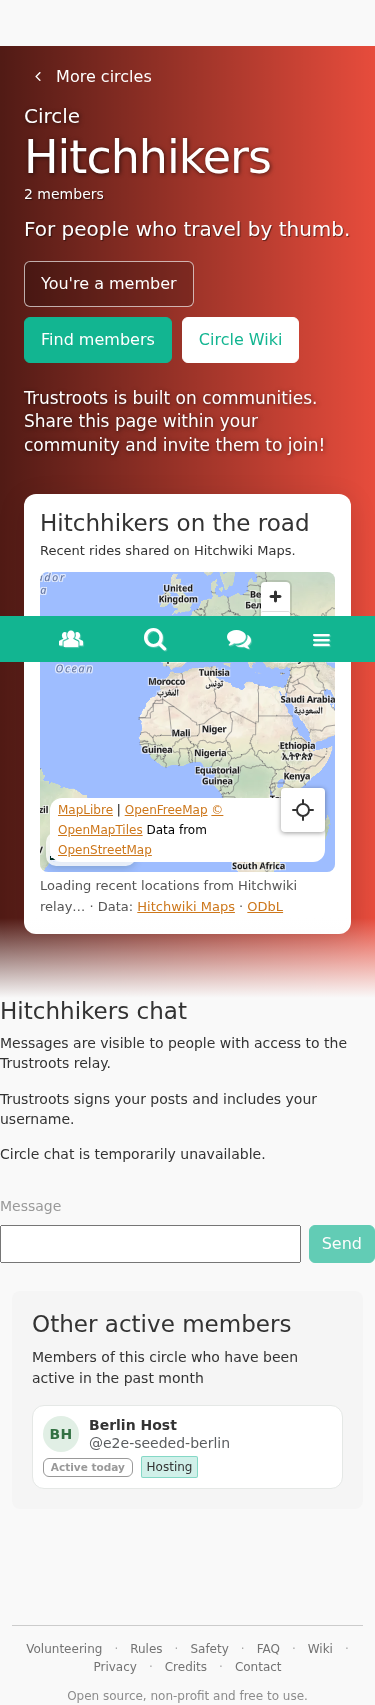 More circles
Circle
Hitchhikers
2 members
For people who travel by thumb.
You're a member
Find members
Circle Wiki
Trustroots is built on communities.
Share this page within your
community and invite them to join!
Hitchhikers on the road
Recent rides shared on Hitchwiki Maps.
United
Kingdom
+
Ocean
Tunisia
تونس
Morocco
المغرب
Saudi Arabia
السعودية
Mali
Niger
Guinea
Nigeria
Ethiopia
ኢትዮጵያ
Equatorial
Guinea
Kenya
MapLibre | OpenFreeMap ©
OpenMapTiles Data from
OpenStreetMap
South Africa
Loading recent locations from Hitchwiki
relay… · Data: Hitchwiki Maps · ODbL
Hitchhikers chat
Messages are visible to people with access to the
Trustroots relay.
Trustroots signs your posts and includes your
username.
Circle chat is temporarily unavailable.
Message
Send
Other active members
Members of this circle who have been
active in the past month
BH
Berlin Host
@e2e-seeded-berlin
Active today
Hosting
Volunteering · Rules · Safety · FAQ · Wiki ·
Privacy · Credits · Contact
Open source, non-profit and free to use.